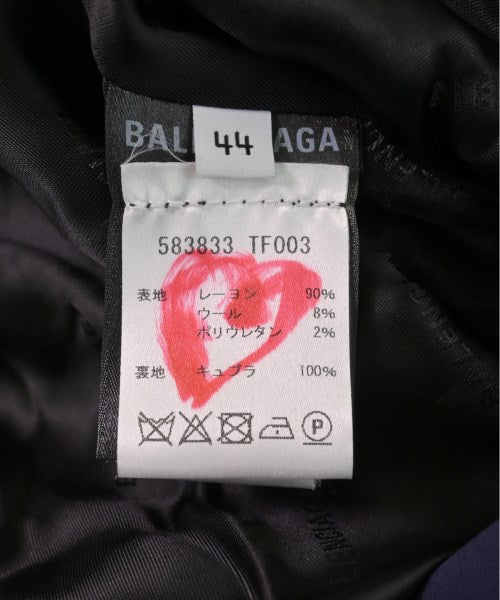 BAL 44 AGA
583833 TF003
表地 レーヨン 90%
ウール 8%
ポリウレタン 2%
裏地 キュプラ 100%
P